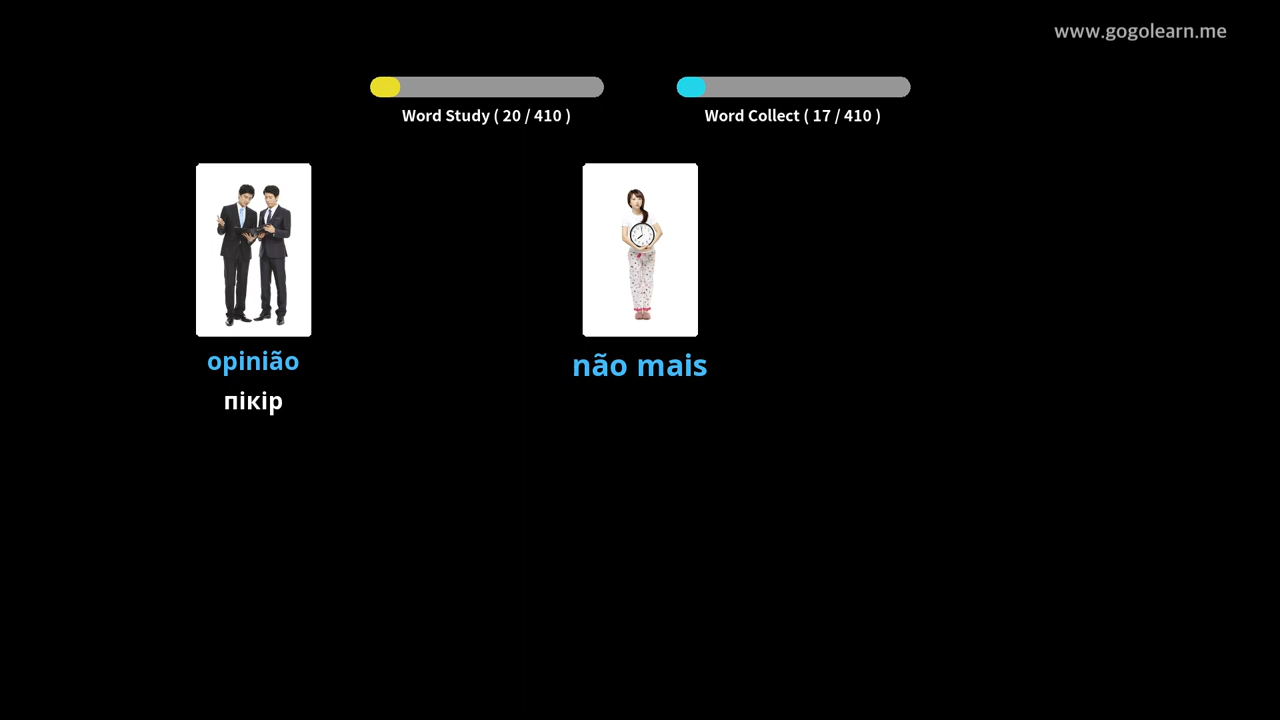 www.gogolearn.me
Word Study ( 20 / 410 )
Word Collect ( 17 / 410 )
opinião
пікір
não mais